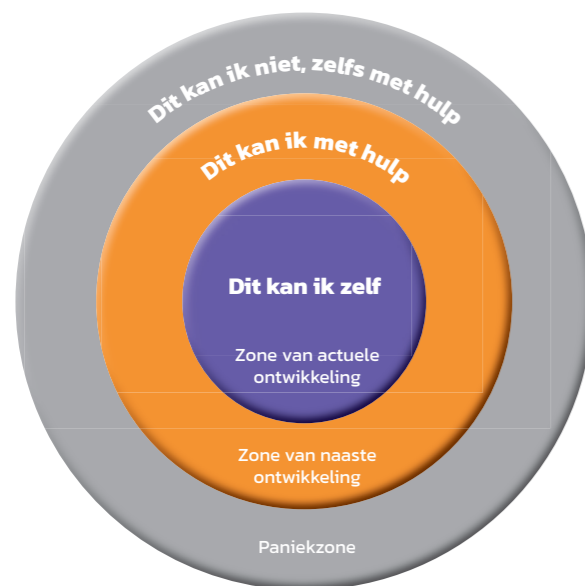 Dit kan ik niet, zelfs met hulp
Dit kan ik met hulp
Dit kan ik zelf
Zone van actuele
ontwikkeling
Zone van naaste
ontwikkeling
Paniekzone